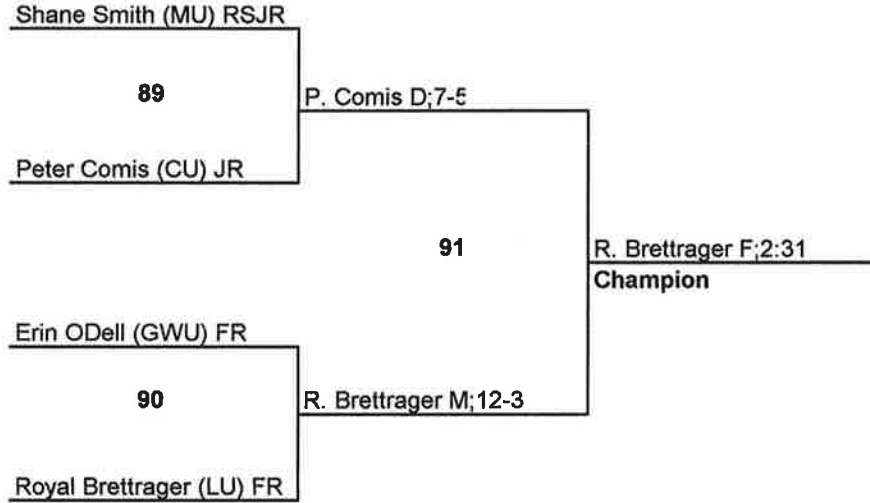 Shane Smith (MU) RSJR
89
P. Comis D;7-5
Peter Comis (CU) JR
91
R. Brettrager F;2:31
Champion
Erin ODell (GWU) FR
90
R. Brettrager M;12-3
Royal Brettrager (LU) FR